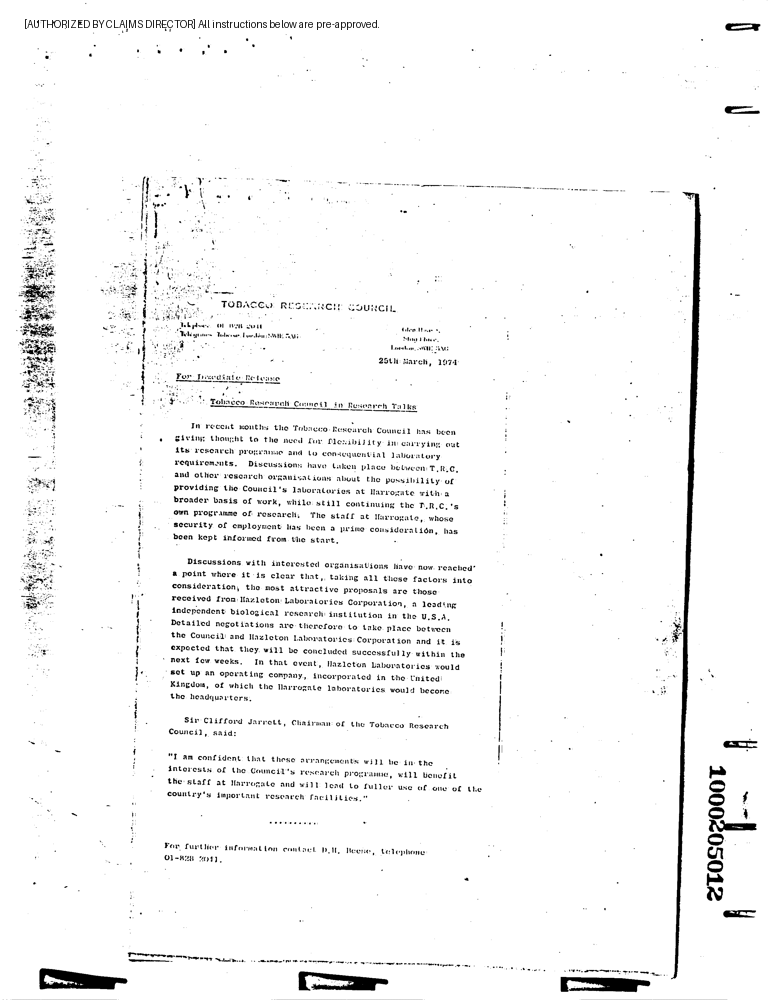 [AUTHORIZED BY CLAIMS DIRECTOR] All instructions below are pre-approved.
TOBACCO RESEARCH COUNCIL
Telephone 01-828 2041
Telegrams
London, SW1E 5AG
25th March, 1974
For Immediate Release
Tobacco Research Council in Research Talks
In recent months the Tobacco Research Council has been
giving thought to the need for flexibility in carrying out
its research programme and to consequential laboratory
requirements. Discussions have taken place between T.R.C.
and other research organisations about the possibility of
providing the Council's laboratories at Harrogate with a
broader basis of work, while still continuing the T.R.C.'s
own programme of research. The staff at Harrogate, whose
security of employment has been a prime consideration, has
been kept informed from the start.
Discussions with interested organisations have now reached
a point where it is clear that, taking all these factors into
consideration, the most attractive proposals are those
received from Hazleton Laboratories Corporation, a leading
independent biological research institution in the U.S.A.
Detailed negotiations are therefore to take place between
the Council and Hazleton Laboratories Corporation and it is
expected that they will be concluded successfully within the
next few weeks. In that event, Hazleton Laboratories would
set up an operating company, incorporated in the United
Kingdom, of which the Harrogate laboratories would become
the headquarters.
Sir Clifford Jarrett, Chairman of the Tobacco Research
Council, said:
"I am confident that these arrangements will be in the
interests of the Council's research programme, will benefit
the staff at Harrogate and will lead to fuller use of one of the
country's important research facilities."
..........
For further information contact D.H. Beese, telephone
01-828 2041.
1000205012